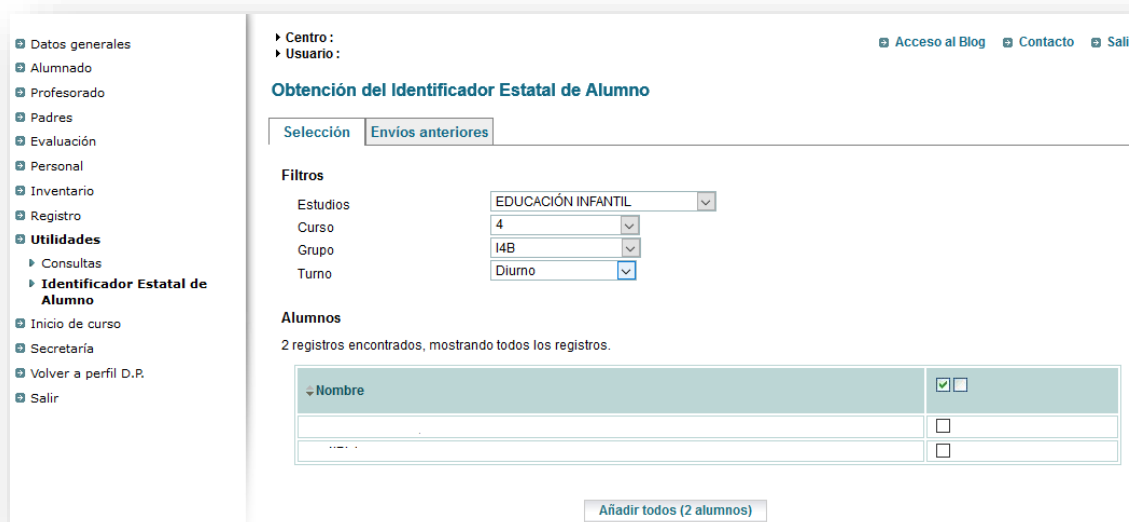 Datos generales
Alumnado
Profesorado
Padres
Evaluación
Personal
Inventario
Registro
Utilidades
Consultas
Identificador Estatal de
Alumno
Inicio de curso
Secretaría
Volver a perfil D.P.
Salir
Centro :
Usuario :
Acceso al Blog Contacto Sali
Obtención del Identificador Estatal de Alumno
Selección Envíos anteriores
Filtros
Estudios EDUCACIÓN INFANTIL
Curso 4
Grupo I4B
Turno Diurno
Alumnos
2 registros encontrados, mostrando todos los registros.
Nombre
Añadir todos (2 alumnos)